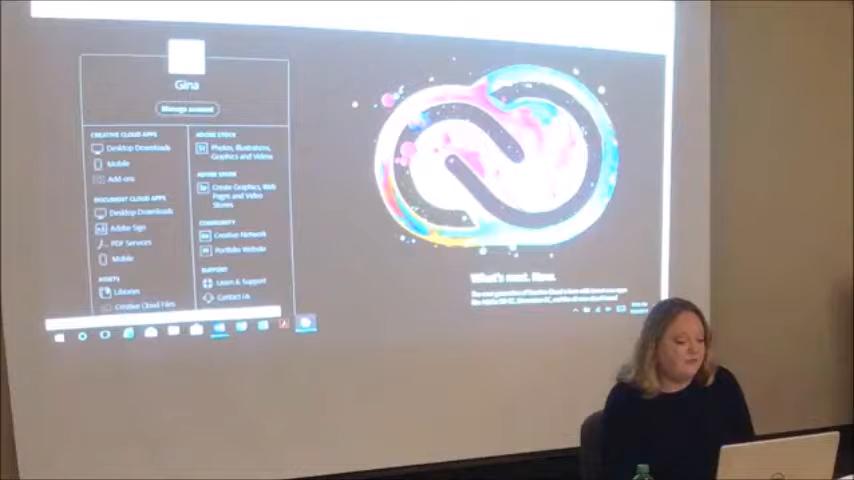 Gina
Manage account
CREATIVE CLOUD APPS
Desktop Downloads
Mobile
Add-ons
DOCUMENT CLOUD APPS
Desktop Downloads
Adobe Sign
PDF Services
Mobile
ASSETS
Libraries
Creative Cloud Files
ADOBE STOCK
Photos, Illustrations,
Graphics and Videos
ADOBE SPARK
Create Graphics, Web
Pages and Video
Stories
COMMUNITY
Creative Network
Portfolio Website
SUPPORT
Learn & Support
Contact Us
What's next. Now.